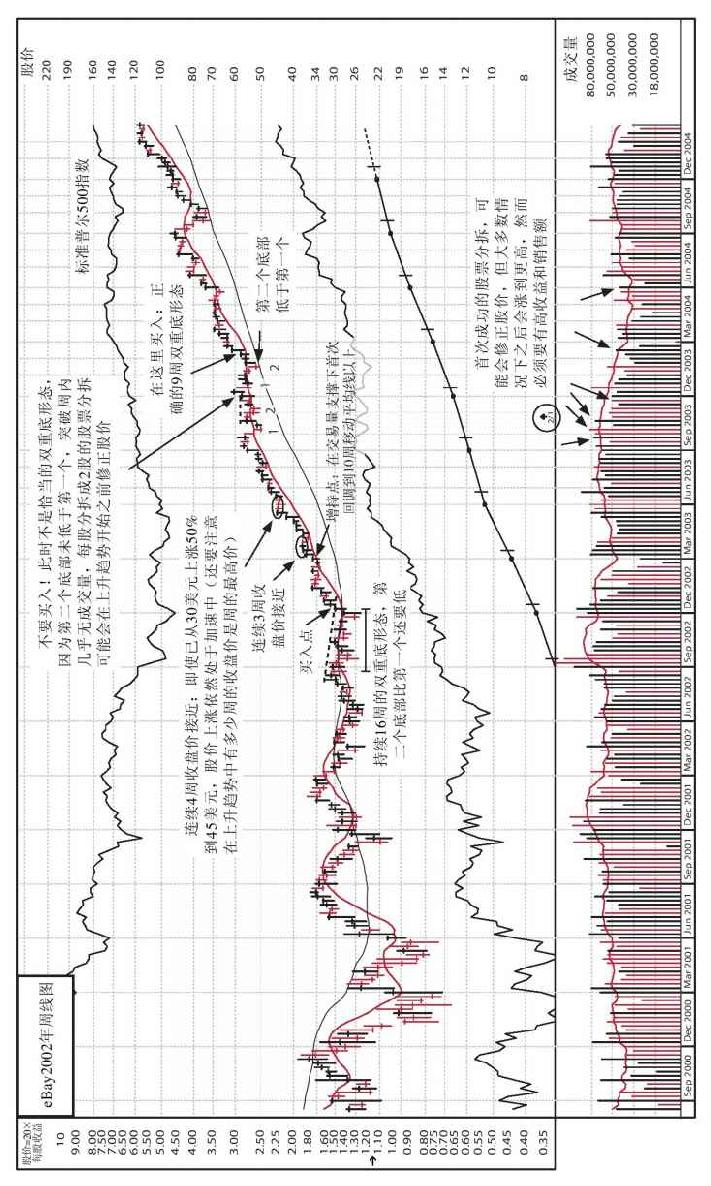 eBay2002年周线图
股价=20×
每股收益
10
9.00
8.00
7.50
7.00
6.50
6.00
5.00
4.50
4.00
3.50
3.00
2.50
2.25
2.00
1.80
1.60
1.50
1.40
1.30
1.20
1.10
1.00
0.90
0.80
0.75
0.70
0.65
0.60
0.55
0.45
0.40
0.35
不要买入！此时不是恰当的双重底形态，
因为第二个底部未低于第一个，突破周内
几乎无成交量，每股分拆成2股的股票分拆
可能会在上升趋势开始之前修正股价
标准普尔500指数
连续4周收盘价接近：即使已从30美元上涨50%
到45美元，股价上涨依然处于加速中（还要注意
在上升趋势中有多少周的收盘价是周的最高价）
在这里买入：正
确的9周双重底形态
连续3周收
盘价接近
第二个底部
低于第一个
买入点
1
2
1
2
增持点：在交易量支撑下首次
回调到10周移动平均线以上
持续16周的双重底形态，第
二个底部比第一个还要低
首次成功的股票分拆，可
能会修正股价，但大多数情
况下之后会涨到更高，然而
必须要有高收益和销售额
2/1
股价
220
190
160
140
120
100
80
70
60
50
40
34
30
26
22
19
16
14
12
10
8
成交量
80,000,000
50,000,000
30,000,000
18,000,000
Sep 2000
Dec 2000
Mar 2001
Jun 2001
Sep 2001
Dec 2001
Mar 2002
Jun 2002
Sep 2002
Dec 2002
Mar 2003
Jun 2033
Sep 2003
Dec 2003
Mar 2004
Jun 2004
Sep 2004
Dec 2004